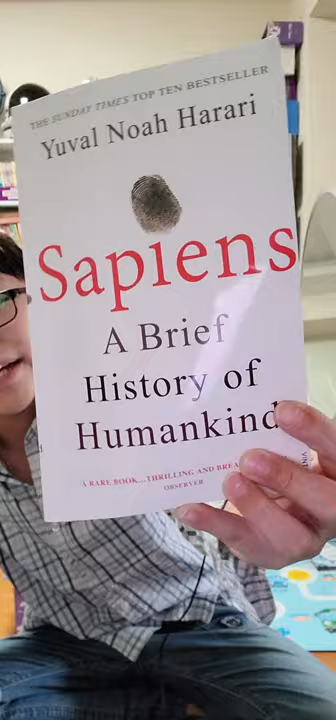 THE SUNDAY TIMES TOP TEN BESTSELLER
Yuval Noah Harari
Sapiens
A Brief
History of
Humankind
A RARE BOOK...THRILLING AND
OBSERVER